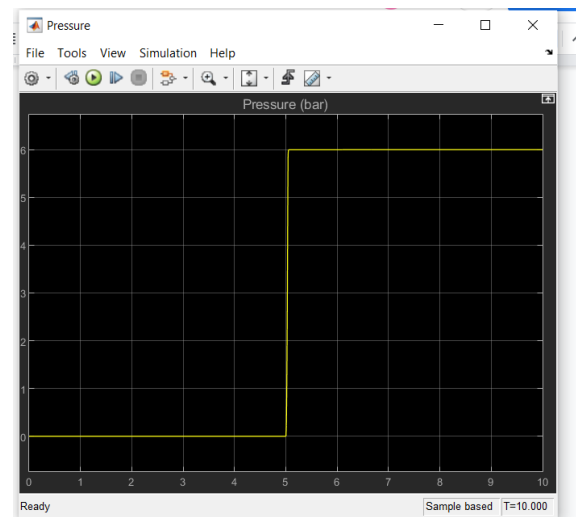 Pressure
File Tools View Simulation Help
Pressure (bar)
6
5
4
3
2
1
0
0 1 2 3 4 5 6 7 8 9 10
Ready Sample based T=10.000